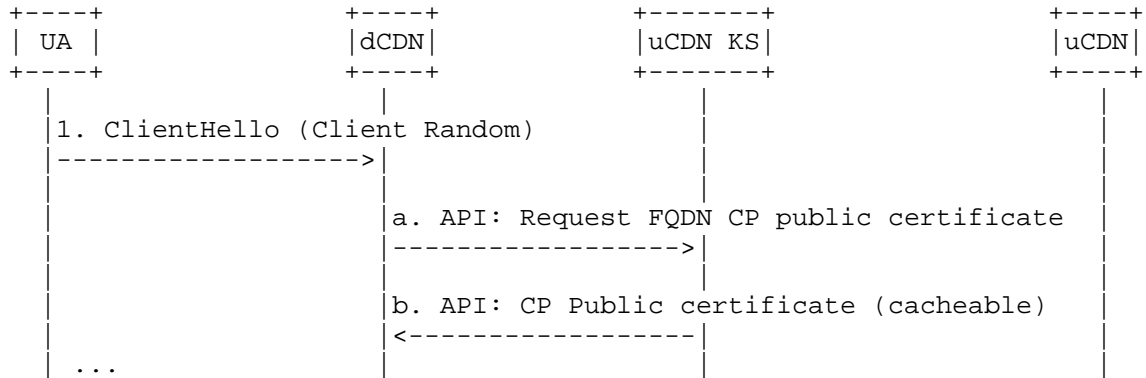 UA dCDN uCDN KS uCDN
1. ClientHello (Client Random)
a. API: Request FQDN CP public certificate
b. API: CP Public certificate (cacheable)
...